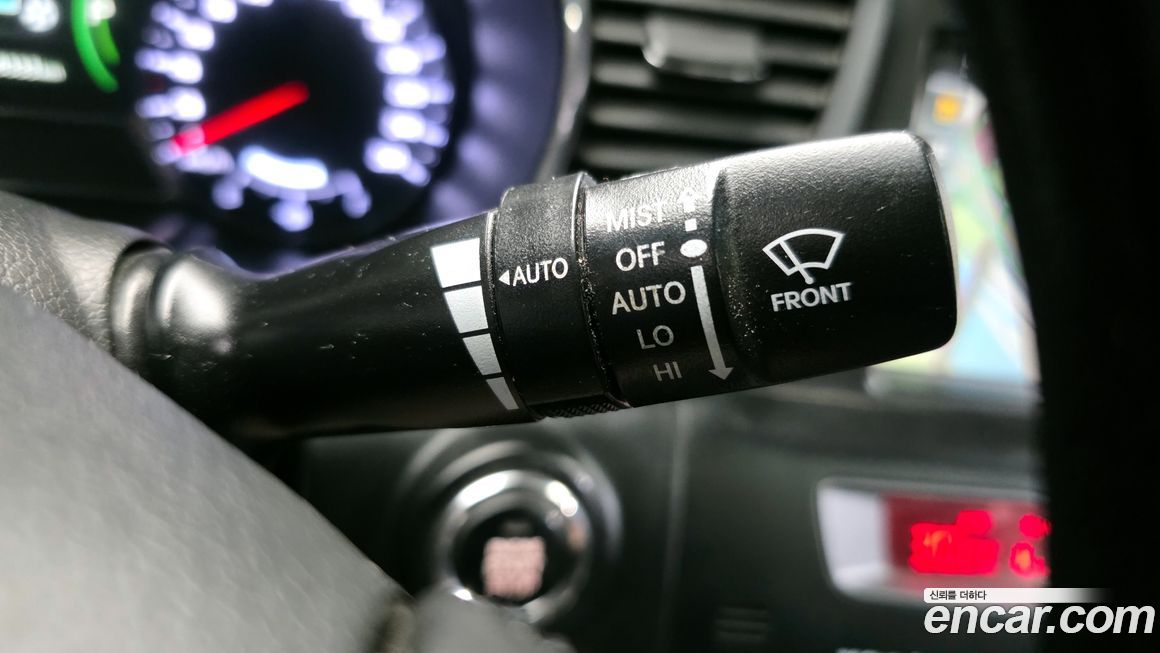 MIST
OFF
AUTO
LO
HI
AUTO
FRONT
신뢰를 더하다
encar.com